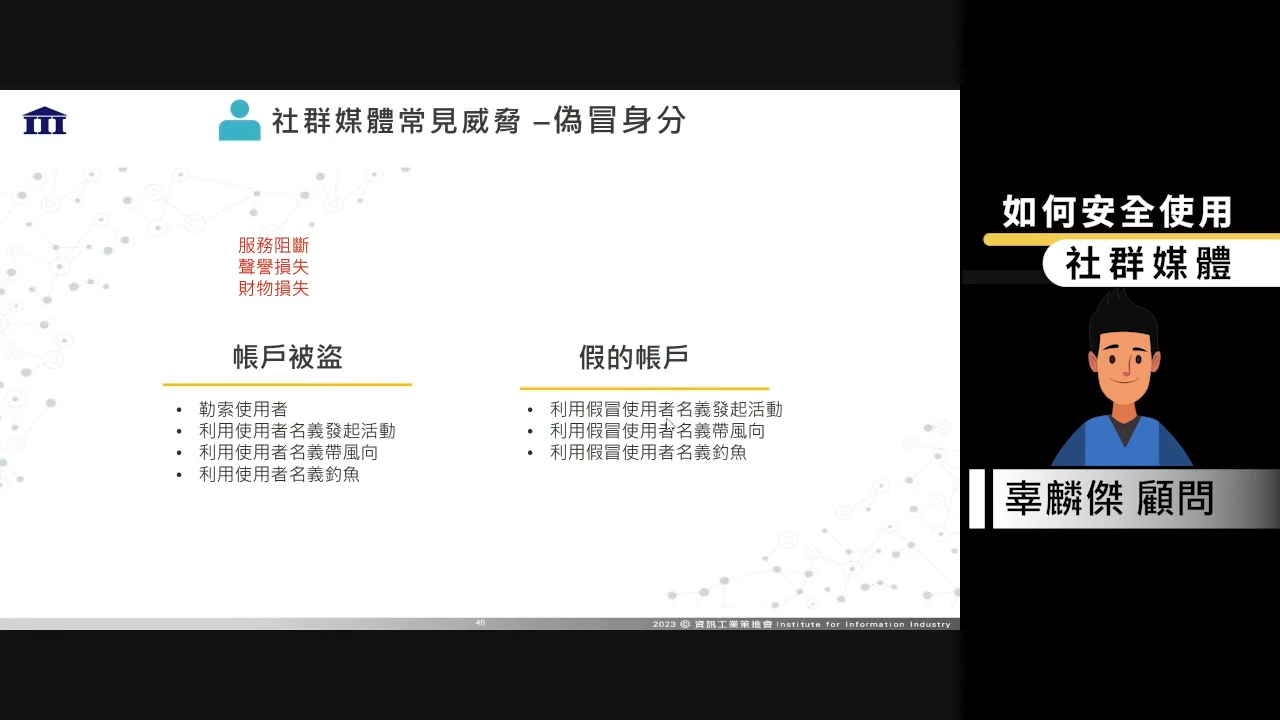 社群媒體常見威脅 –偽冒身分
服務阻斷
聲譽損失
財物損失
帳戶被盜
• 勒索使用者
• 利用使用者名義發起活動
• 利用使用者名義帶風向
• 利用使用者名義釣魚
假的帳戶
• 利用假冒使用者名義發起活動
• 利用假冒使用者名義帶風向
• 利用假冒使用者名義釣魚
48
2023 © 資訊工業策進會 Institute for Information Industry
如何安全使用
社群媒體
辜麟傑 顧問